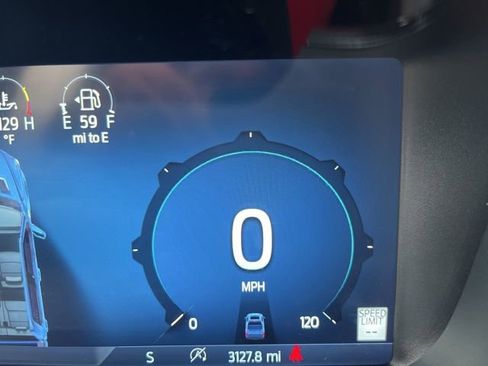 129 H
°F
E 59 F
mi to E
0
MPH
0
120
SPEED
LIMIT
--
S
3127.8 mi